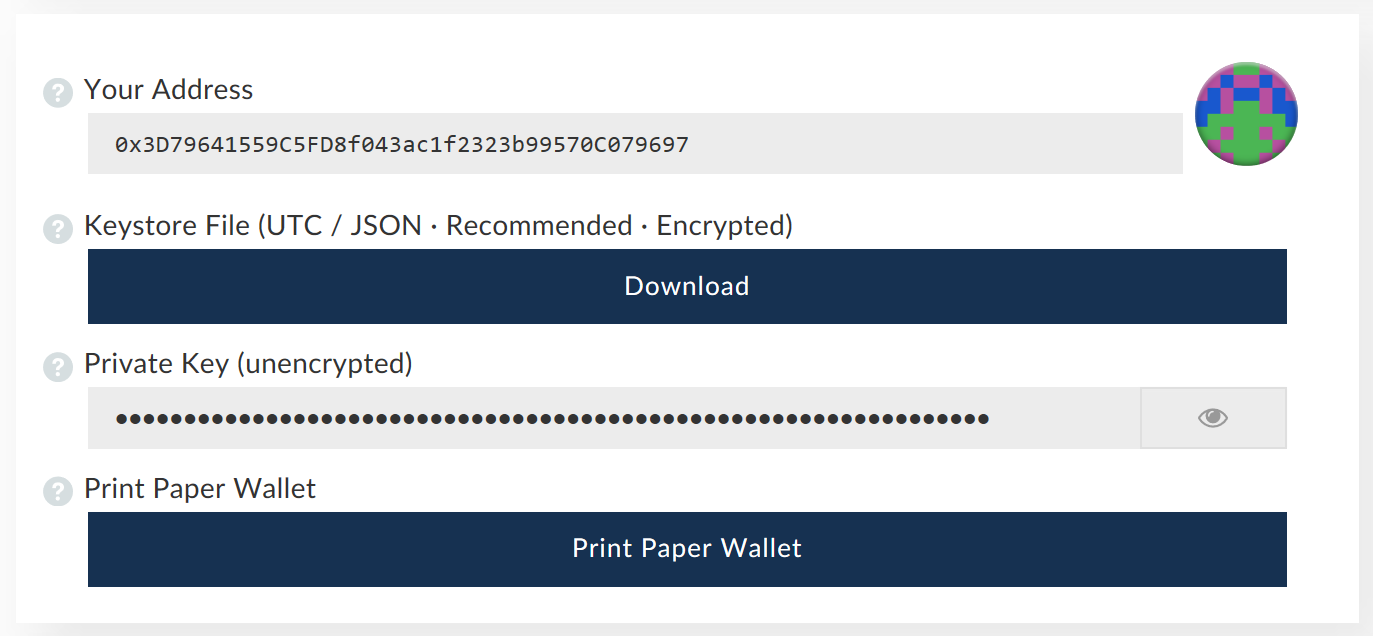 Your Address
0x3D79641559C5FD8f043ac1f2323b99570C079697
Keystore File (UTC / JSON · Recommended · Encrypted)
Download
Private Key (unencrypted)
••••••••••••••••••••••••••••••••••••••••••••••••••••••••••••••••
Print Paper Wallet
Print Paper Wallet